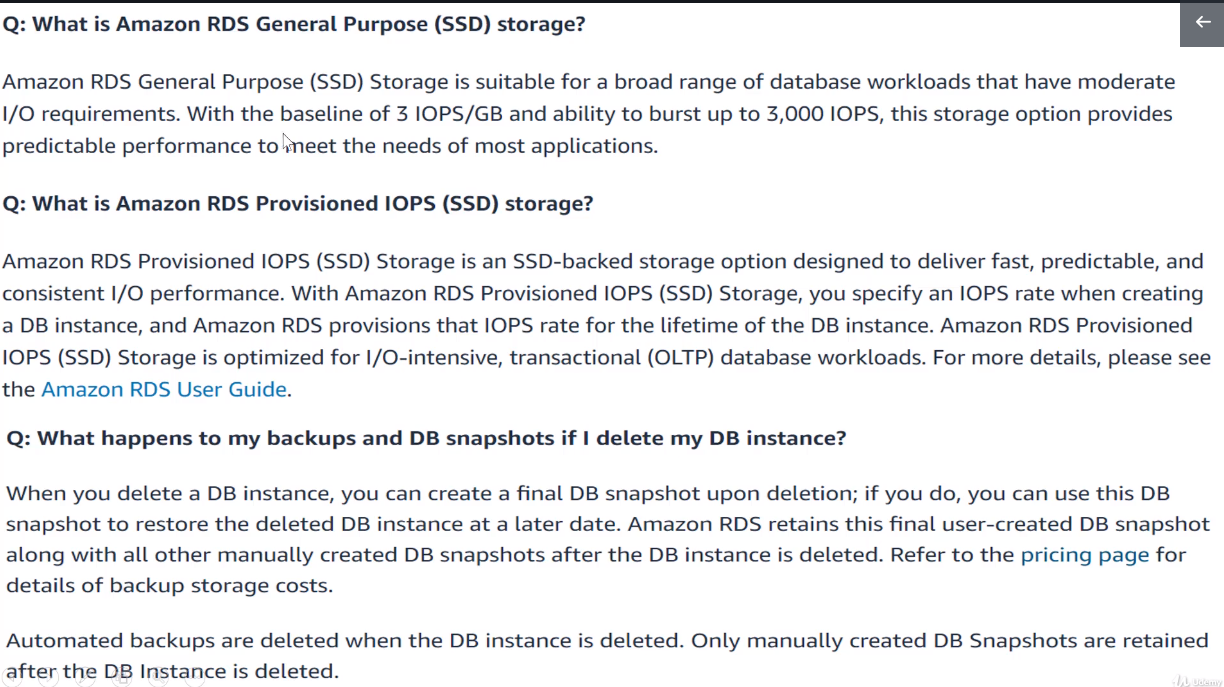 Q: What is Amazon RDS General Purpose (SSD) storage?
Amazon RDS General Purpose (SSD) Storage is suitable for a broad range of database workloads that have moderate
I/O requirements. With the baseline of 3 IOPS/GB and ability to burst up to 3,000 IOPS, this storage option provides
predictable performance to meet the needs of most applications.
Q: What is Amazon RDS Provisioned IOPS (SSD) storage?
Amazon RDS Provisioned IOPS (SSD) Storage is an SSD-backed storage option designed to deliver fast, predictable, and
consistent I/O performance. With Amazon RDS Provisioned IOPS (SSD) Storage, you specify an IOPS rate when creating
a DB instance, and Amazon RDS provisions that IOPS rate for the lifetime of the DB instance. Amazon RDS Provisioned
IOPS (SSD) Storage is optimized for I/O-intensive, transactional (OLTP) database workloads. For more details, please see
the Amazon RDS User Guide.
Q: What happens to my backups and DB snapshots if I delete my DB instance?
When you delete a DB instance, you can create a final DB snapshot upon deletion; if you do, you can use this DB
snapshot to restore the deleted DB instance at a later date. Amazon RDS retains this final user-created DB snapshot
along with all other manually created DB snapshots after the DB instance is deleted. Refer to the pricing page for
details of backup storage costs.
Automated backups are deleted when the DB instance is deleted. Only manually created DB Snapshots are retained
after the DB Instance is deleted.
Udemy